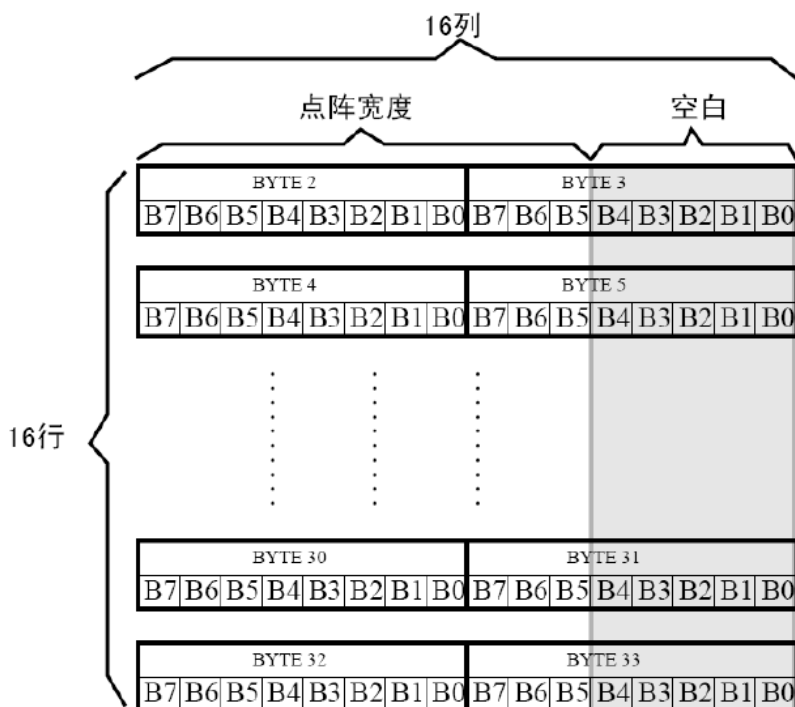 16列
点阵宽度 空白
BYTE 2 BYTE 3
B7 B6 B5 B4 B3 B2 B1 B0 B7 B6 B5 B4 B3 B2 B1 B0
BYTE 4 BYTE 5
B7 B6 B5 B4 B3 B2 B1 B0 B7 B6 B5 B4 B3 B2 B1 B0
16行
BYTE 30 BYTE 31
B7 B6 B5 B4 B3 B2 B1 B0 B7 B6 B5 B4 B3 B2 B1 B0
BYTE 32 BYTE 33
B7 B6 B5 B4 B3 B2 B1 B0 B7 B6 B5 B4 B3 B2 B1 B0